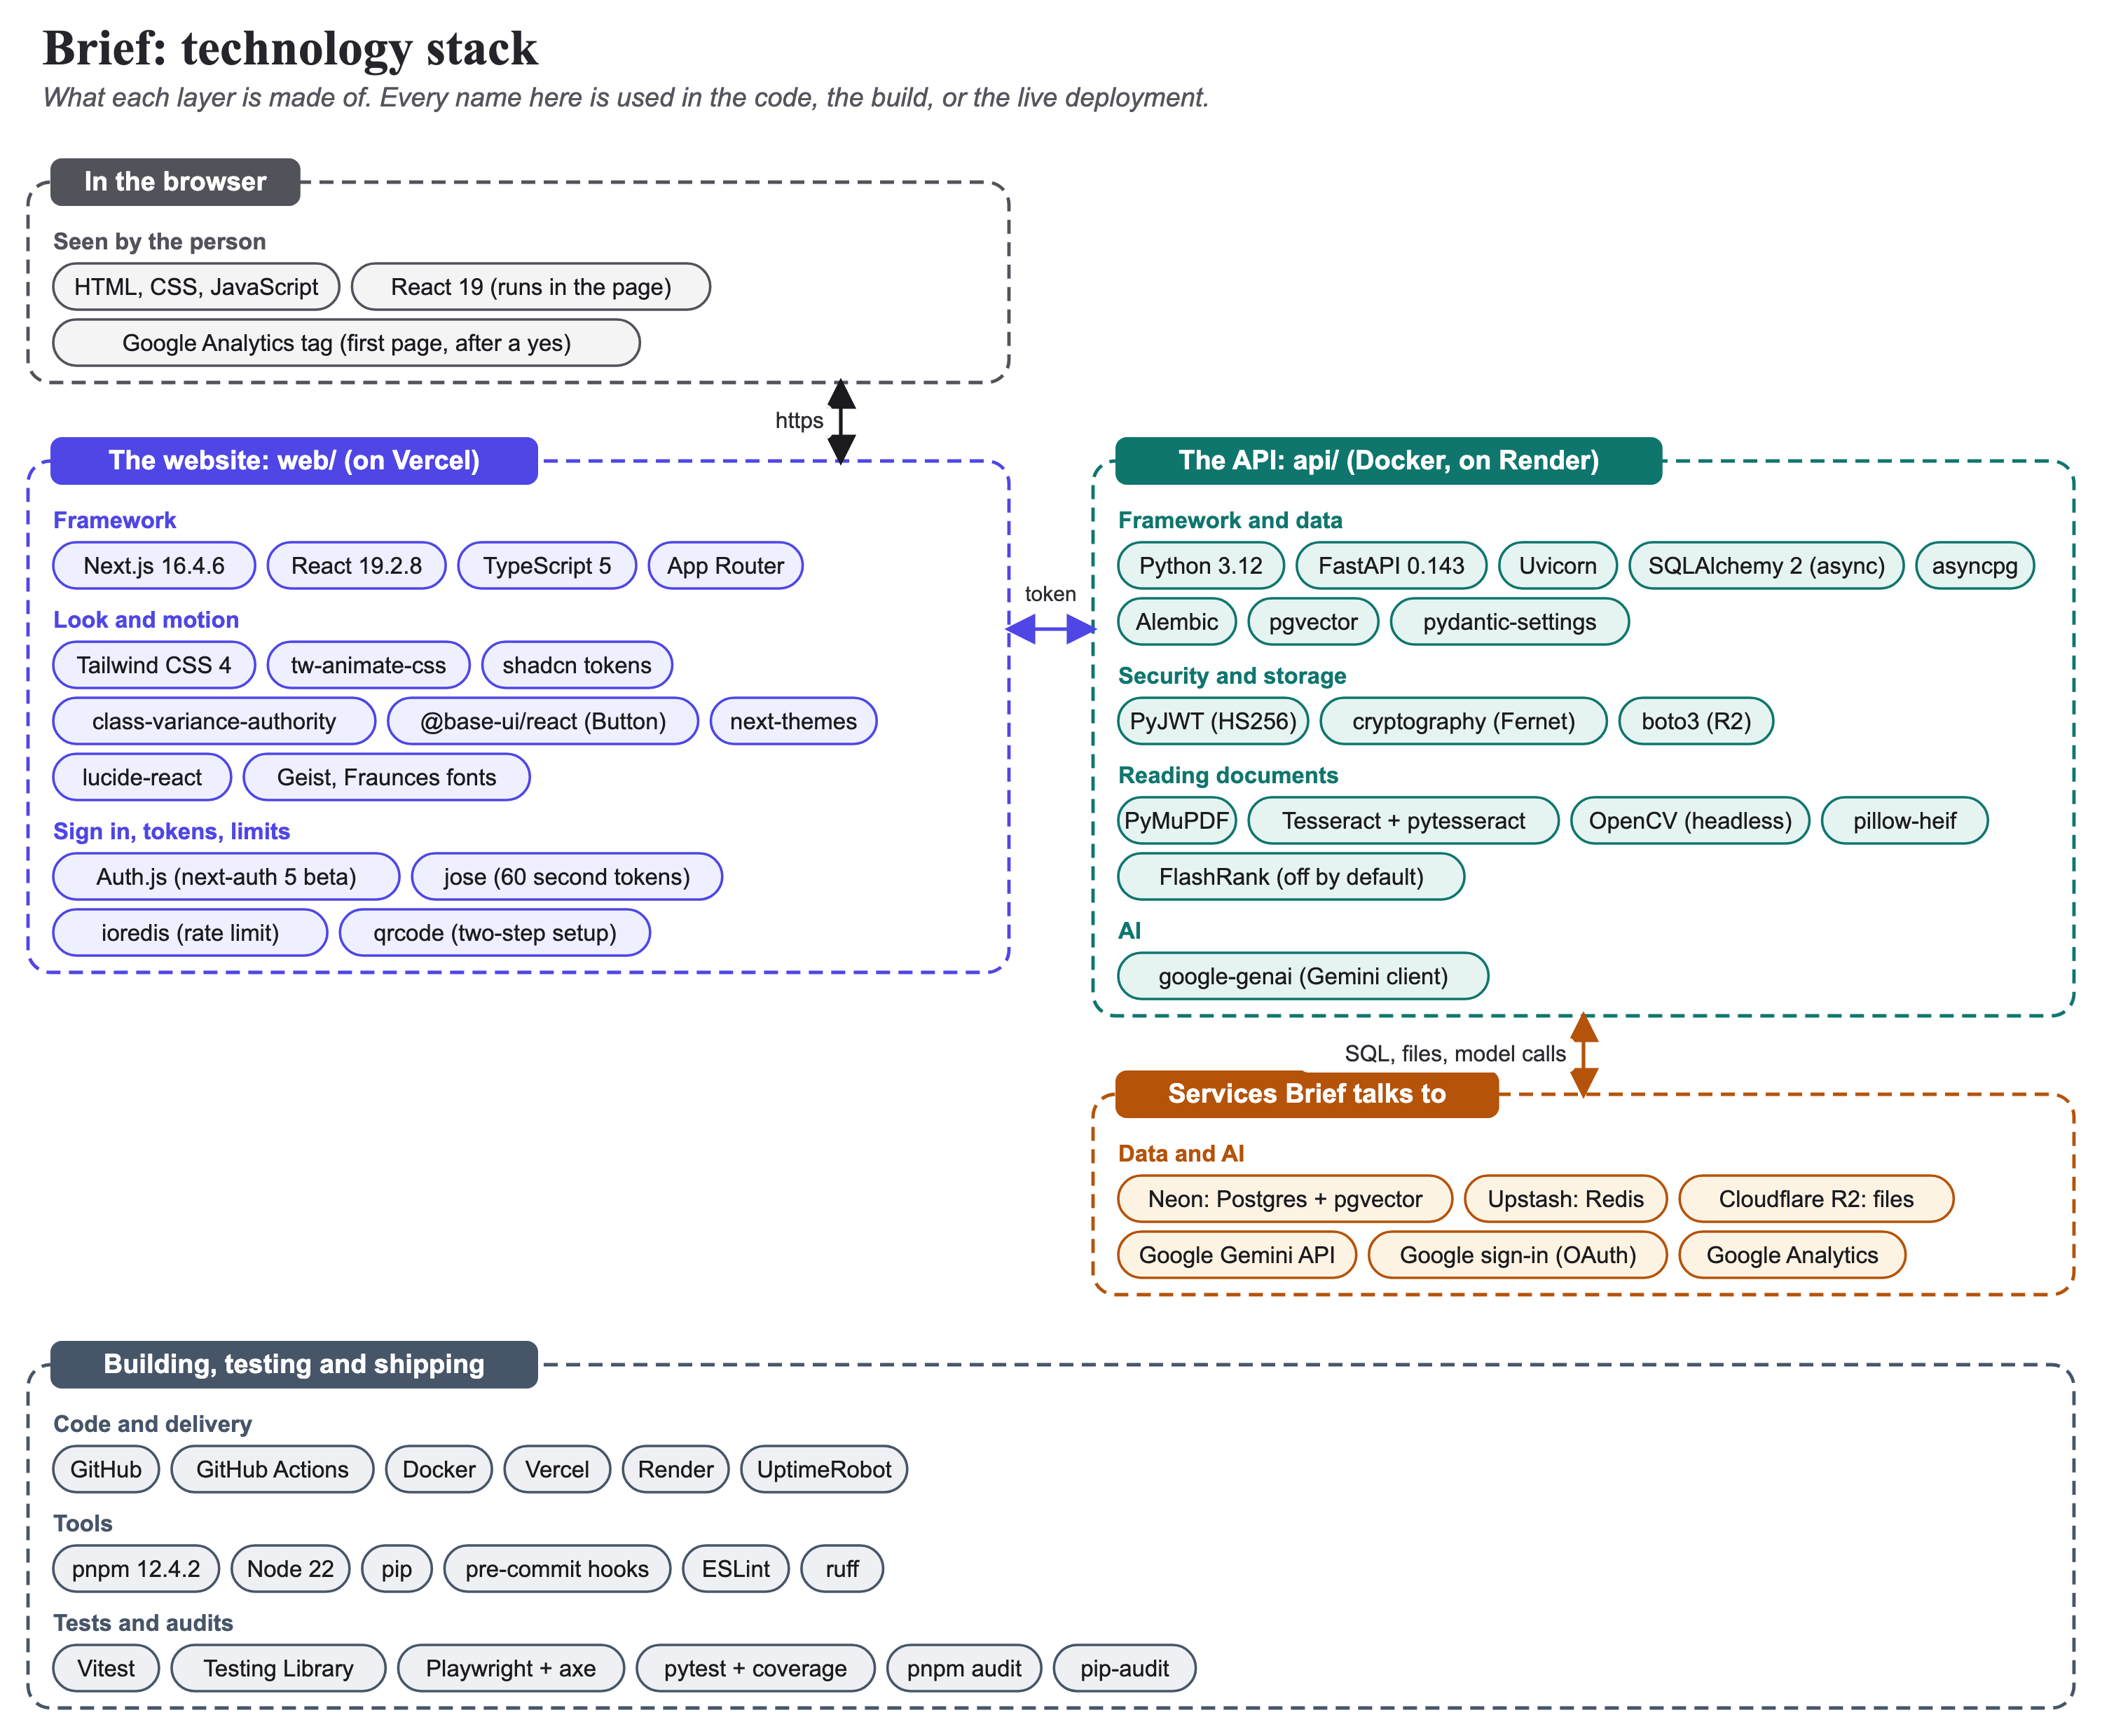 Brief: technology stack
What each layer is made of. Every name here is used in the code, the build, or the live deployment.
In the browser
Seen by the person
HTML, CSS, JavaScript
React 19 (runs in the page)
Google Analytics tag (first page, after a yes)
https
The website: web/ (on Vercel)
Framework
Next.js 16.4.6
React 19.2.8
TypeScript 5
App Router
Look and motion
Tailwind CSS 4
tw-animate-css
shadcn tokens
class-variance-authority
@base-ui/react (Button)
next-themes
lucide-react
Geist, Fraunces fonts
Sign in, tokens, limits
Auth.js (next-auth 5 beta)
jose (60 second tokens)
ioredis (rate limit)
qrcode (two-step setup)
token
The API: api/ (Docker, on Render)
Framework and data
Python 3.12
FastAPI 0.143
Uvicorn
SQLAlchemy 2 (async)
asyncpg
Alembic
pgvector
pydantic-settings
Security and storage
PyJWT (HS256)
cryptography (Fernet)
boto3 (R2)
Reading documents
PyMuPDF
Tesseract + pytesseract
OpenCV (headless)
pillow-heif
FlashRank (off by default)
AI
google-genai (Gemini client)
SQL, files, model calls
Services Brief talks to
Data and AI
Neon: Postgres + pgvector
Upstash: Redis
Cloudflare R2: files
Google Gemini API
Google sign-in (OAuth)
Google Analytics
Building, testing and shipping
Code and delivery
GitHub
GitHub Actions
Docker
Vercel
Render
UptimeRobot
Tools
pnpm 12.4.2
Node 22
pip
pre-commit hooks
ESLint
ruff
Tests and audits
Vitest
Testing Library
Playwright + axe
pytest + coverage
pnpm audit
pip-audit